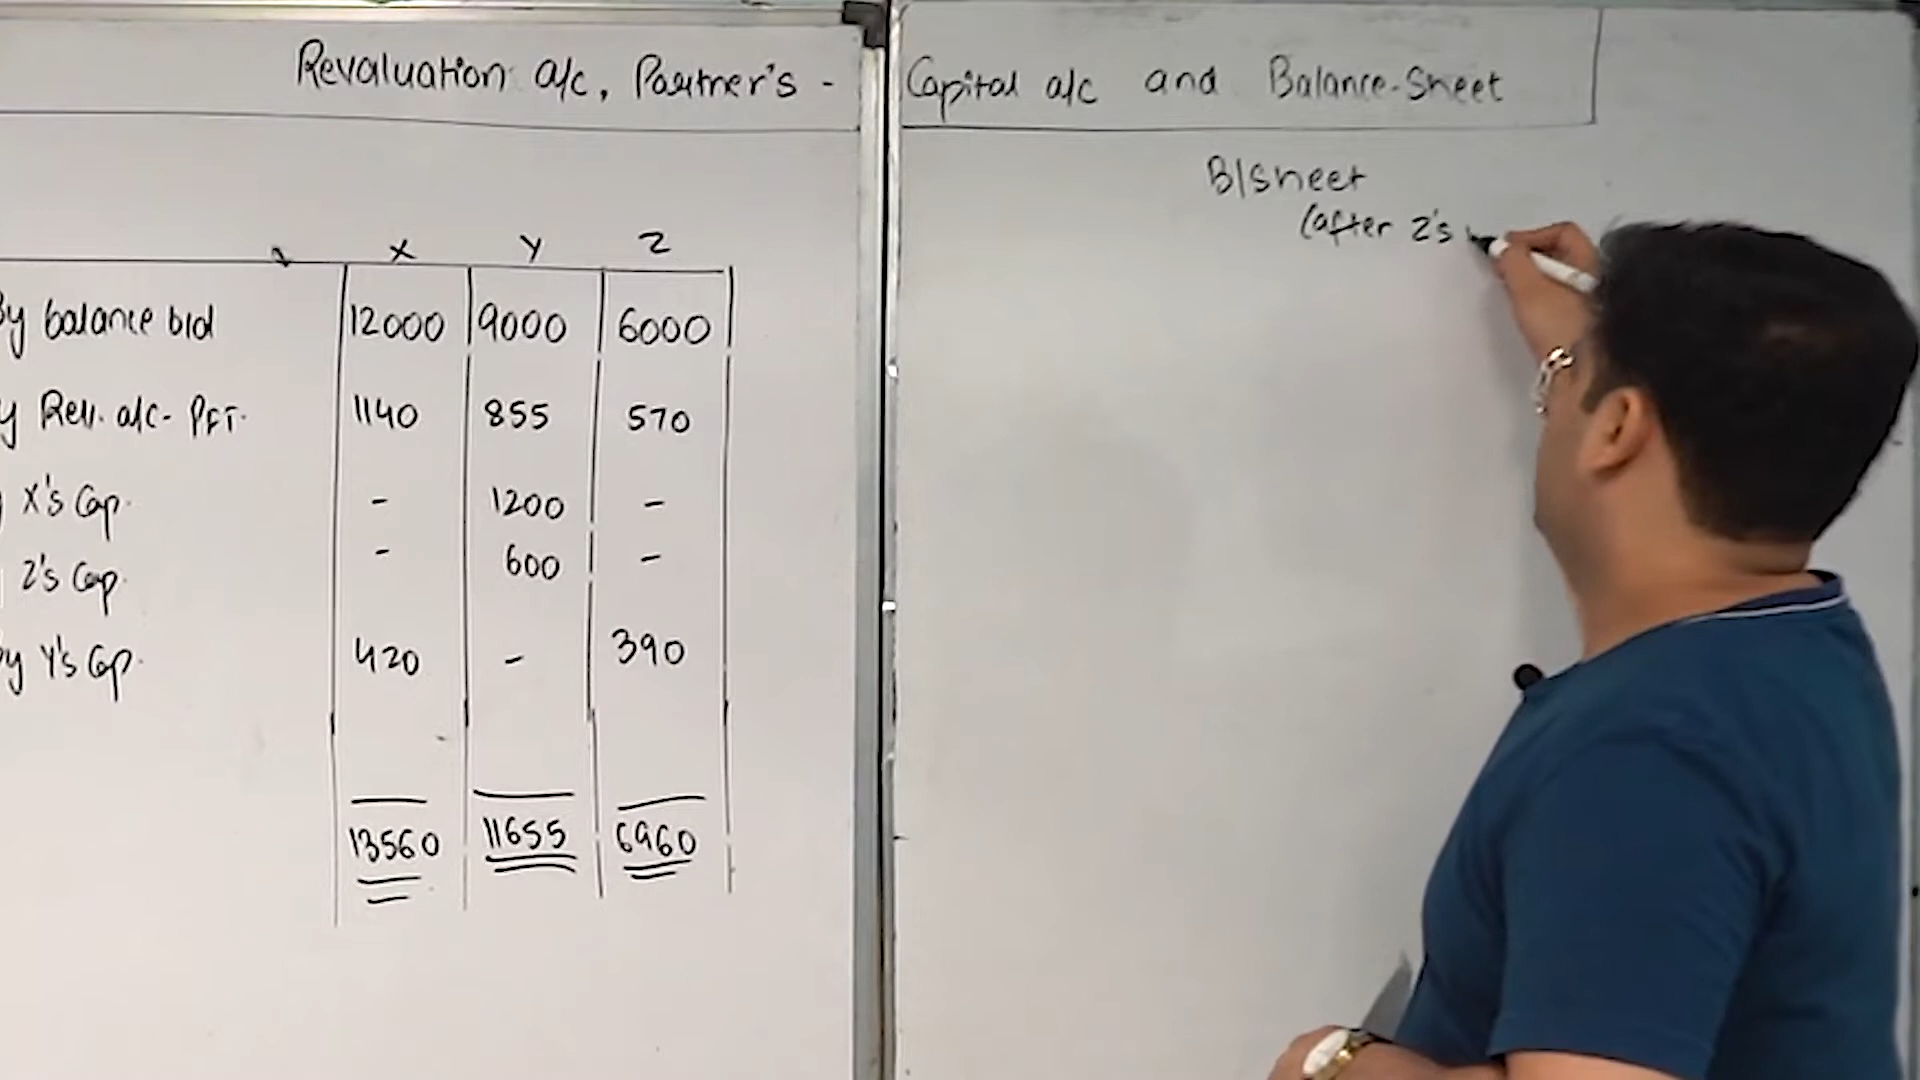 Revaluation a/c, Partner's - Capital a/c and Balance-Sheet
X Y Z
By balance b/d 12000 9000 6000
y Rev. a/c - PFT. 1140 855 570
X's Cap. - 1200 -
Z's Cap. - 600 -
By Y's Cap. 420 - 390
13560 11655 6960
B/Sheet
(after Z's